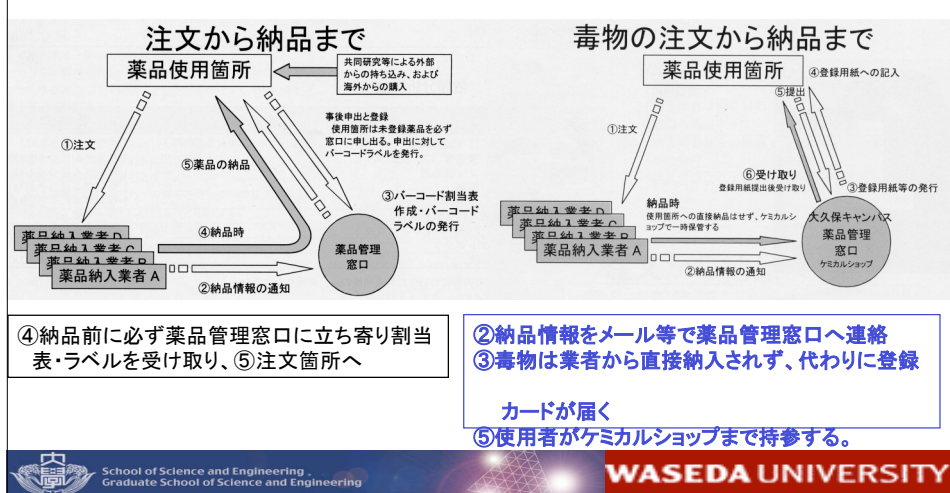 注文から納品まで
薬品使用箇所
共同研究等による外部
からの持ち込み、および
海外からの購入
事後申出と登録
使用箇所は未登録薬品を必ず
窓口に申し出る。申出に対して
バーコードラベルを発行。
①注文
⑤薬品の納品
③バーコード割当表
作成・バーコード
ラベルの発行
④納品時
薬品納入業者 D
薬品納入業者 C
薬品納入業者 B
薬品納入業者 A
薬品管理
窓口
②納品情報の通知
④納品前に必ず薬品管理窓口に立ち寄り割当
表・ラベルを受け取り、⑤注文箇所へ
毒物の注文から納品まで
薬品使用箇所
④登録用紙への記入
⑤提出
①注文
⑥受け取り
登録用紙提出後受け取り
③登録用紙等の発行
納品時
使用箇所への直接納品はせず、ケミカルシ
ョップで一時保管する
薬品納入業者 D
薬品納入業者 C
薬品納入業者 B
薬品納入業者 A
大久保キャンパス
薬品管理
窓口
ケミカルショップ
②納品情報の通知
②納品情報をメール等で薬品管理窓口へ連絡
③毒物は業者から直接納入されず、代わりに登録
カードが届く
⑤使用者がケミカルショップまで持参する。
School of Science and Engineering .
Graduate School of Science and Engineering
WASEDA UNIVERSITY